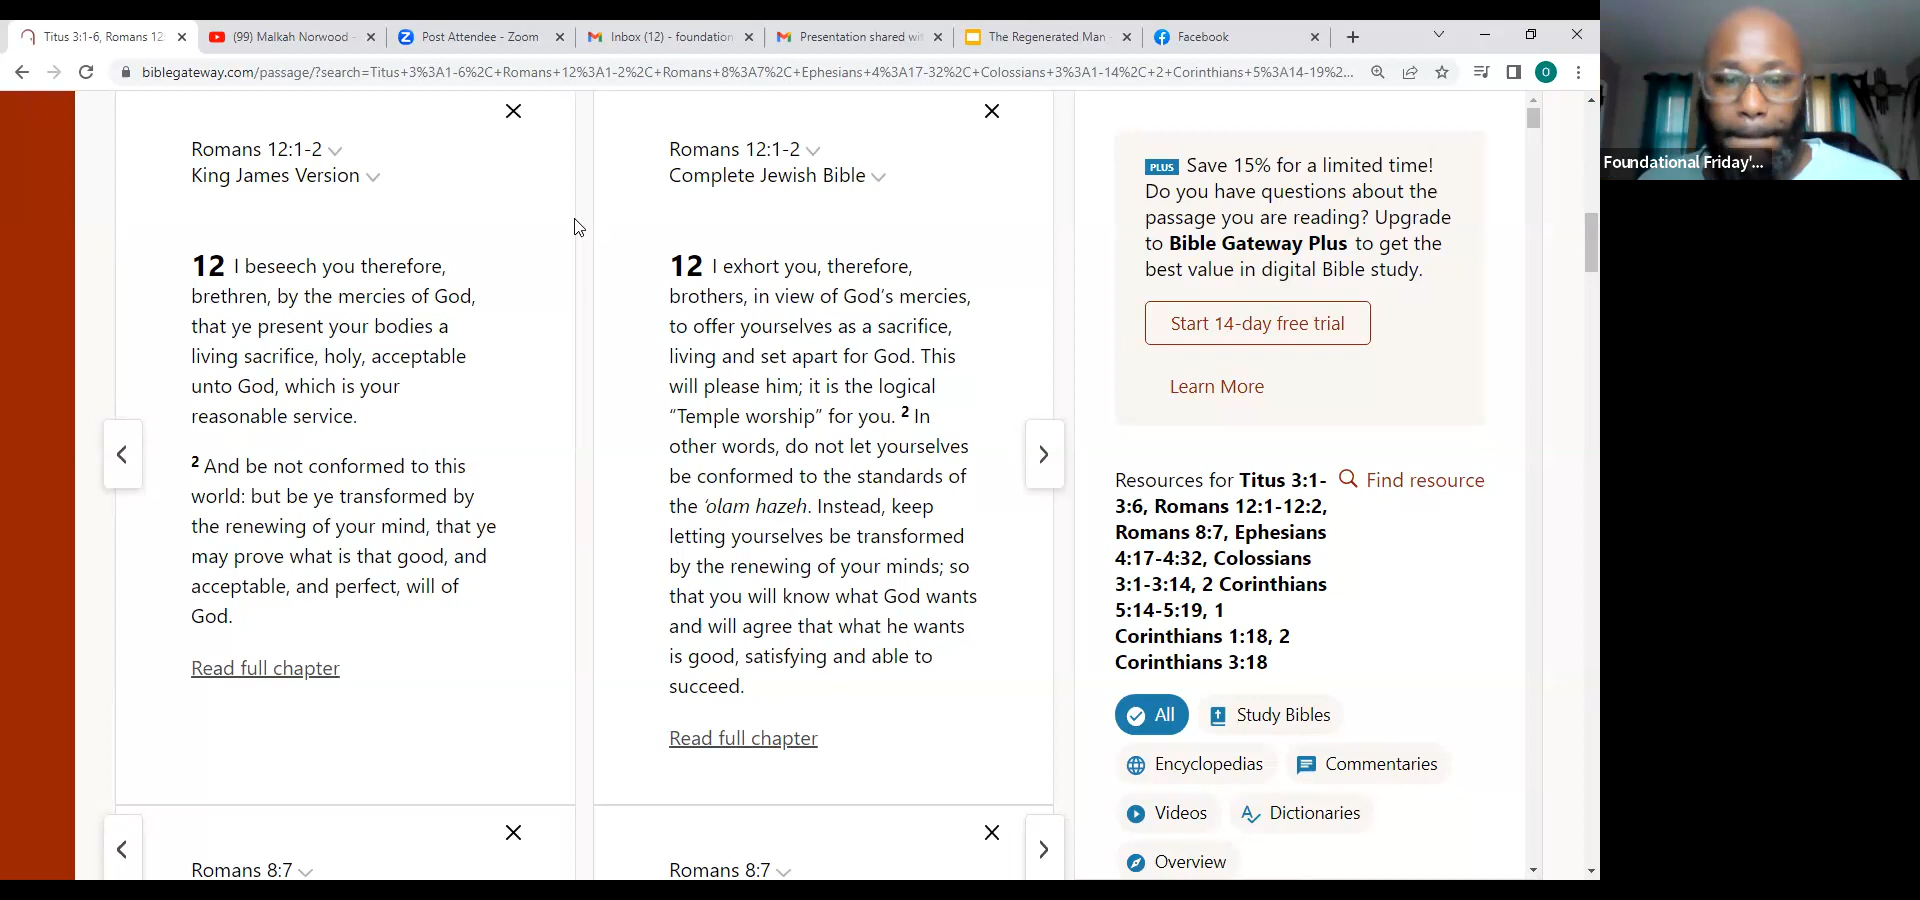 Titus 3:1-6, Romans 12:
(99) Malkah Norwood -
Post Attendee - Zoom
Inbox (12) - foundation
Presentation shared wi
The Regenerated Man -
Facebook
biblegateway.com/passage/?search=Titus+3%3A1-6%2C+Romans+12%3A1-2%2C+Romans+8%3A7%2C+Ephesians+4%3A17-32%2C+Colossians+3%3A1-14%2C+2+Corinthians+5%3A14-19%2...
O
Romans 12:1-2
King James Version
12 I beseech you therefore,
brethren, by the mercies of God,
that ye present your bodies a
living sacrifice, holy, acceptable
unto God, which is your
reasonable service.
2 And be not conformed to this
world: but be ye transformed by
the renewing of your mind, that ye
may prove what is that good, and
acceptable, and perfect, will of
God.
Read full chapter
Romans 8:7
Romans 12:1-2
Complete Jewish Bible
12 I exhort you, therefore,
brothers, in view of God’s mercies,
to offer yourselves as a sacrifice,
living and set apart for God. This
will please him; it is the logical
“Temple worship” for you. 2 In
other words, do not let yourselves
be conformed to the standards of
the ‘olam hazeh. Instead, keep
letting yourselves be transformed
by the renewing of your minds; so
that you will know what God wants
and will agree that what he wants
is good, satisfying and able to
succeed.
Read full chapter
Romans 8:7
PLUS Save 15% for a limited time!
Do you have questions about the
passage you are reading? Upgrade
to Bible Gateway Plus to get the
best value in digital Bible study.
Start 14-day free trial
Learn More
Resources for Titus 3:1-
3:6, Romans 12:1-12:2,
Romans 8:7, Ephesians
4:17-4:32, Colossians
3:1-3:14, 2 Corinthians
5:14-5:19, 1
Corinthians 1:18, 2
Corinthians 3:18
Find resource
All
Study Bibles
Encyclopedias
Commentaries
Videos
Dictionaries
Overview
Foundational Friday'...